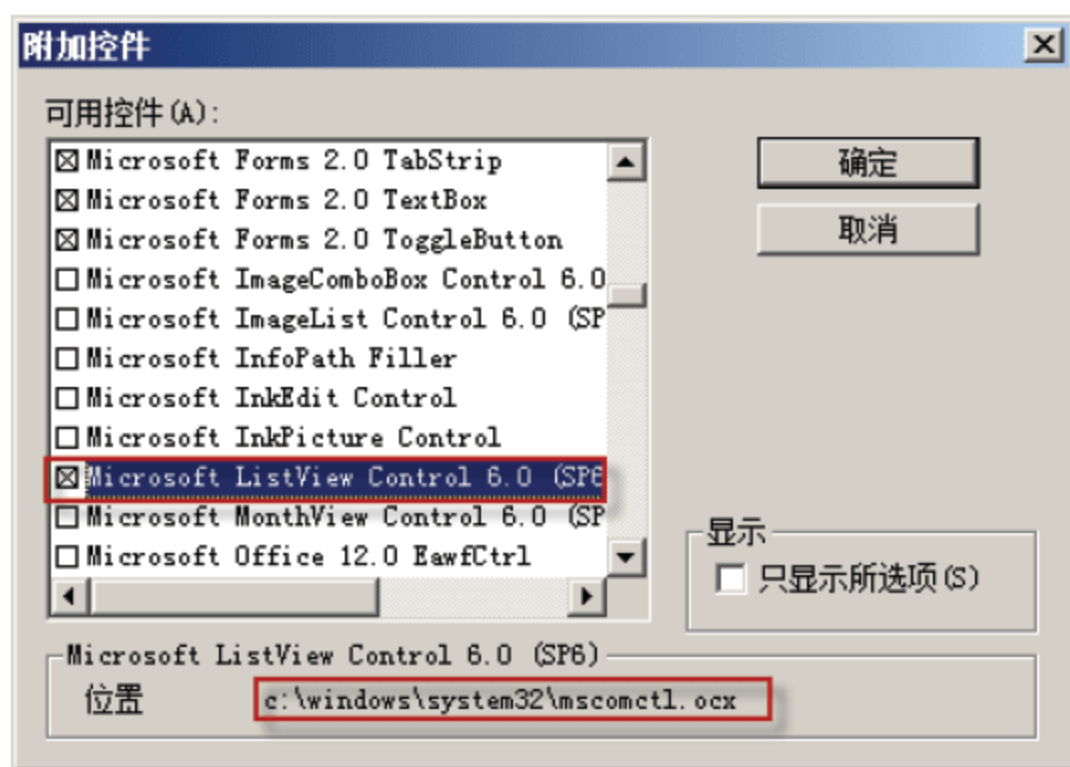 附加控件
可用控件(A):
Microsoft Forms 2.0 TabStrip
Microsoft Forms 2.0 TextBox
Microsoft Forms 2.0 ToggleButton
Microsoft ImageComboBox Control 6.0
Microsoft ImageList Control 6.0 (SP
Microsoft InfoPath Filler
Microsoft InkEdit Control
Microsoft InkPicture Control
Microsoft ListView Control 6.0 (SP6
Microsoft MonthView Control 6.0 (SP
Microsoft Office 12.0 EawfCtrl
确定
取消
显示
只显示所选项(S)
Microsoft ListView Control 6.0 (SP6)
位置 c:\windows\system32\mscomctl.ocx